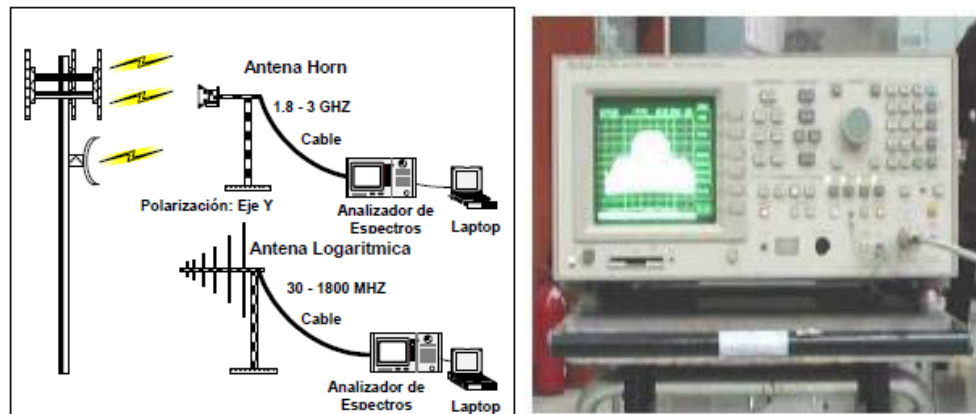 Antena Horn
1.8 - 3 GHZ
Cable
Polarización: Eje Y
Analizador de
Espectros
Laptop
Antena Logaritmica
30 - 1800 MHZ
Cable
Analizador de
Espectros
Laptop